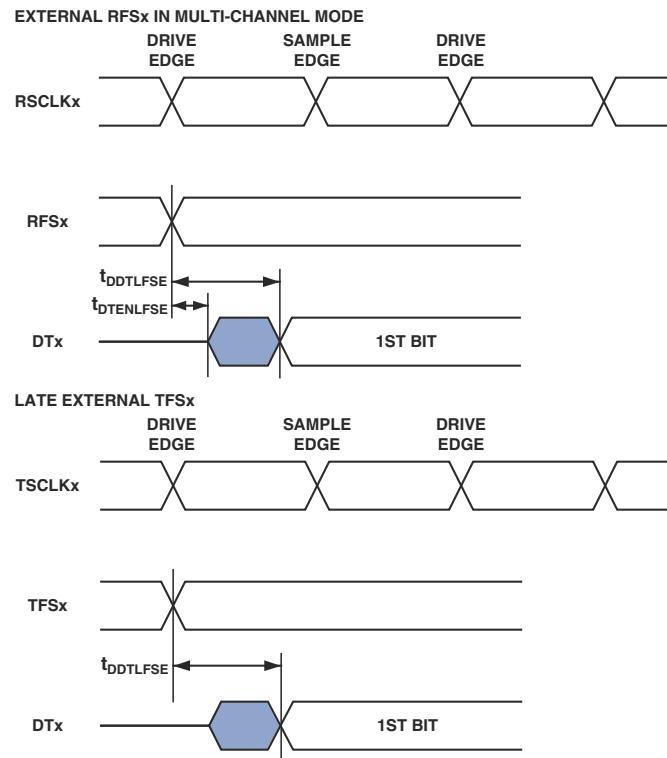 EXTERNAL RFSx IN MULTI-CHANNEL MODE
DRIVE EDGE
SAMPLE EDGE
DRIVE EDGE
RSCLKx
RFSx
tDDTLFSE
tDTENLFSE
DTx
1ST BIT
LATE EXTERNAL TFSx
DRIVE EDGE
SAMPLE EDGE
DRIVE EDGE
TSCLKx
TFSx
tDDTLFSE
DTx
1ST BIT